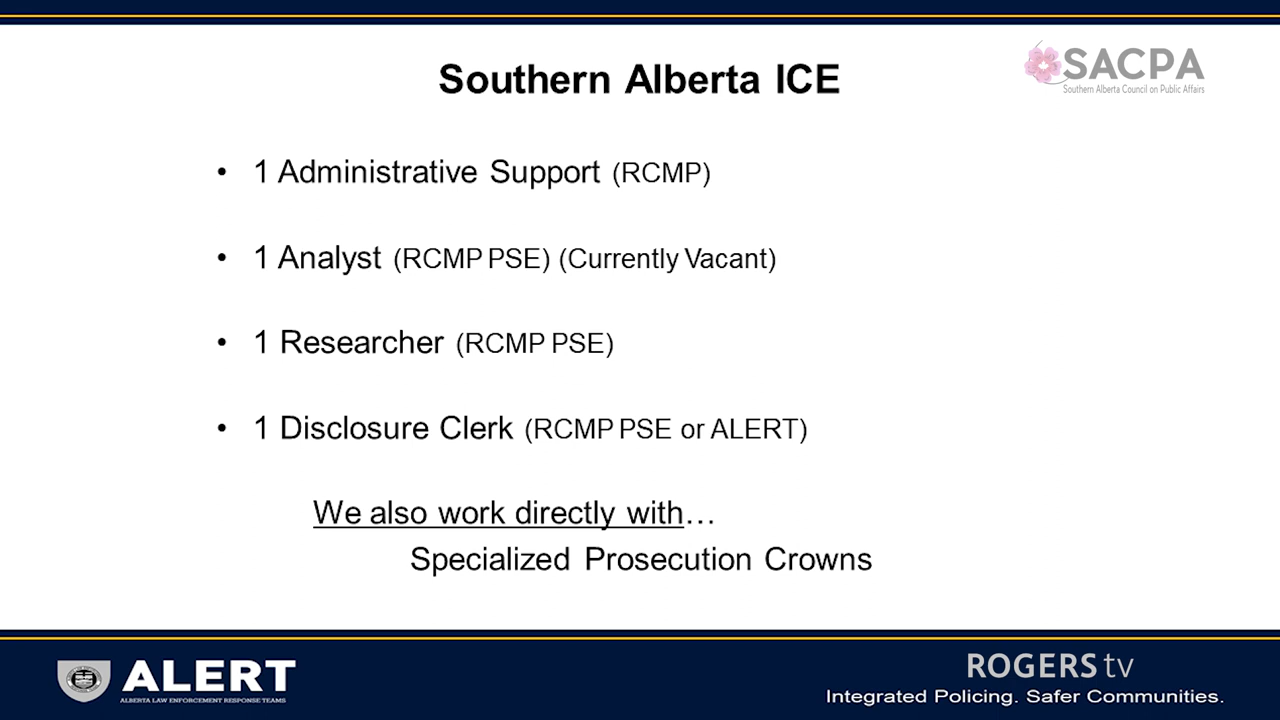 Southern Alberta ICE
SACPA
Southern Alberta Council on Public Affairs
• 1 Administrative Support (RCMP)
• 1 Analyst (RCMP PSE) (Currently Vacant)
• 1 Researcher (RCMP PSE)
• 1 Disclosure Clerk (RCMP PSE or ALERT)
We also work directly with…
Specialized Prosecution Crowns
ALERT
ALBERTA LAW ENFORCEMENT RESPONSE TEAMS
ROGERS tv
Integrated Policing. Safer Communities.